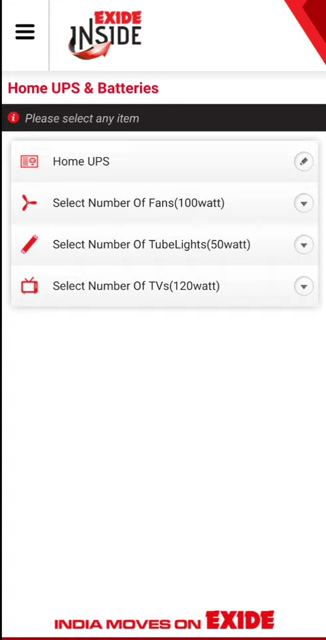 EXIDE
INSIDE
Home UPS & Batteries
Please select any item
Home UPS
Select Number Of Fans(100watt)
Select Number Of TubeLights(50watt)
Select Number Of TVs(120watt)
INDIA MOVES ON EXIDE